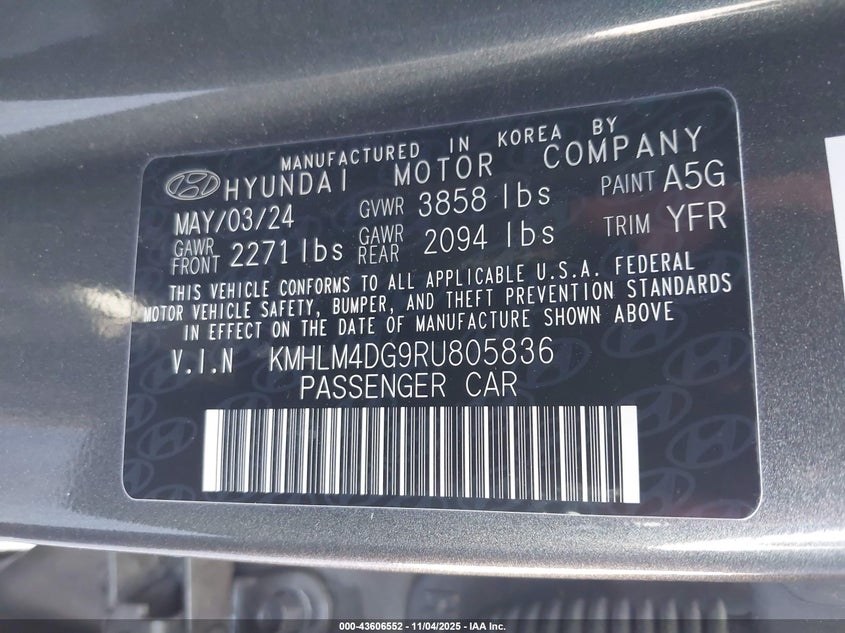 MANUFACTURED IN KOREA BY
HYUNDAI MOTOR COMPANY
MAY/03/24 GVWR 3858 lbs PAINT A5G
GAWR FRONT 2271 lbs GAWR REAR 2094 lbs TRIM YFR
THIS VEHICLE CONFORMS TO ALL APPLICABLE U.S.A. FEDERAL
MOTOR VEHICLE SAFETY, BUMPER, AND THEFT PREVENTION STANDARDS
IN EFFECT ON THE DATE OF MANUFACTURE SHOWN ABOVE
V.I.N KMHLM4DG9RU805836
PASSENGER CAR
000-43606552 — 11/04/2025 — IAA Inc.